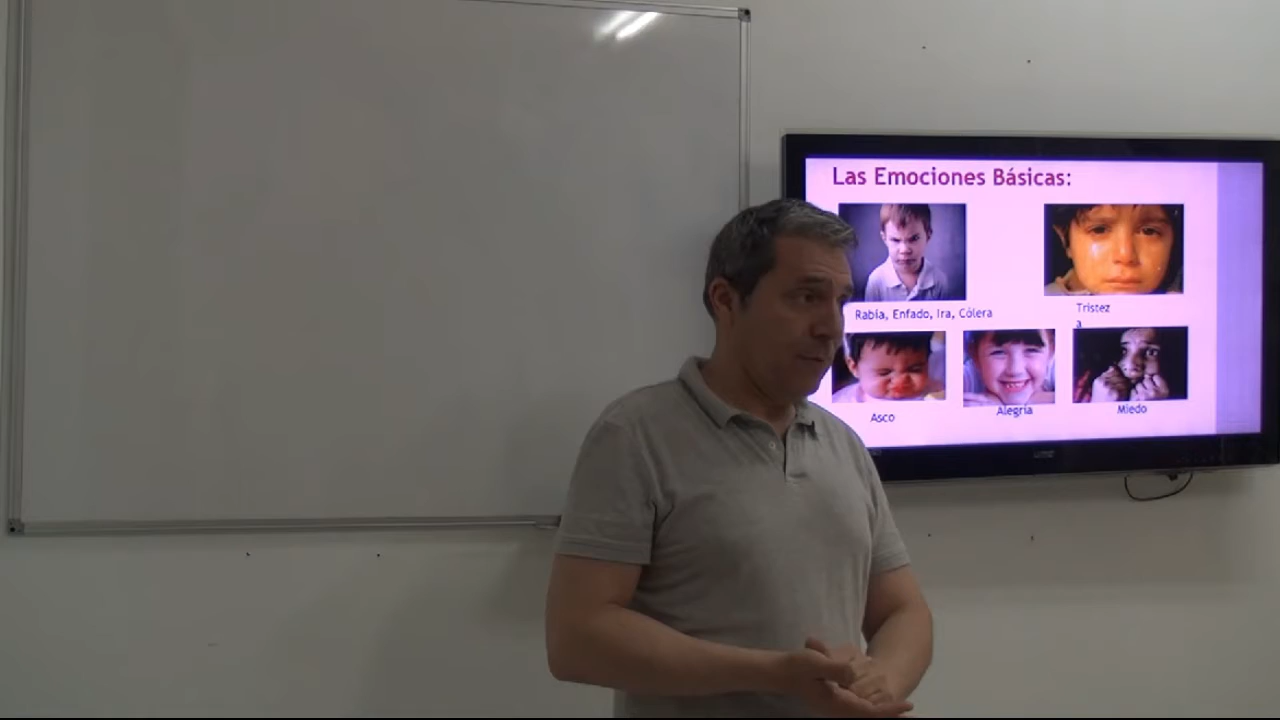 Las Emociones Básicas:
Rabia, Enfado, Ira, Cólera
Tristez
a
Asco
Alegría
Miedo